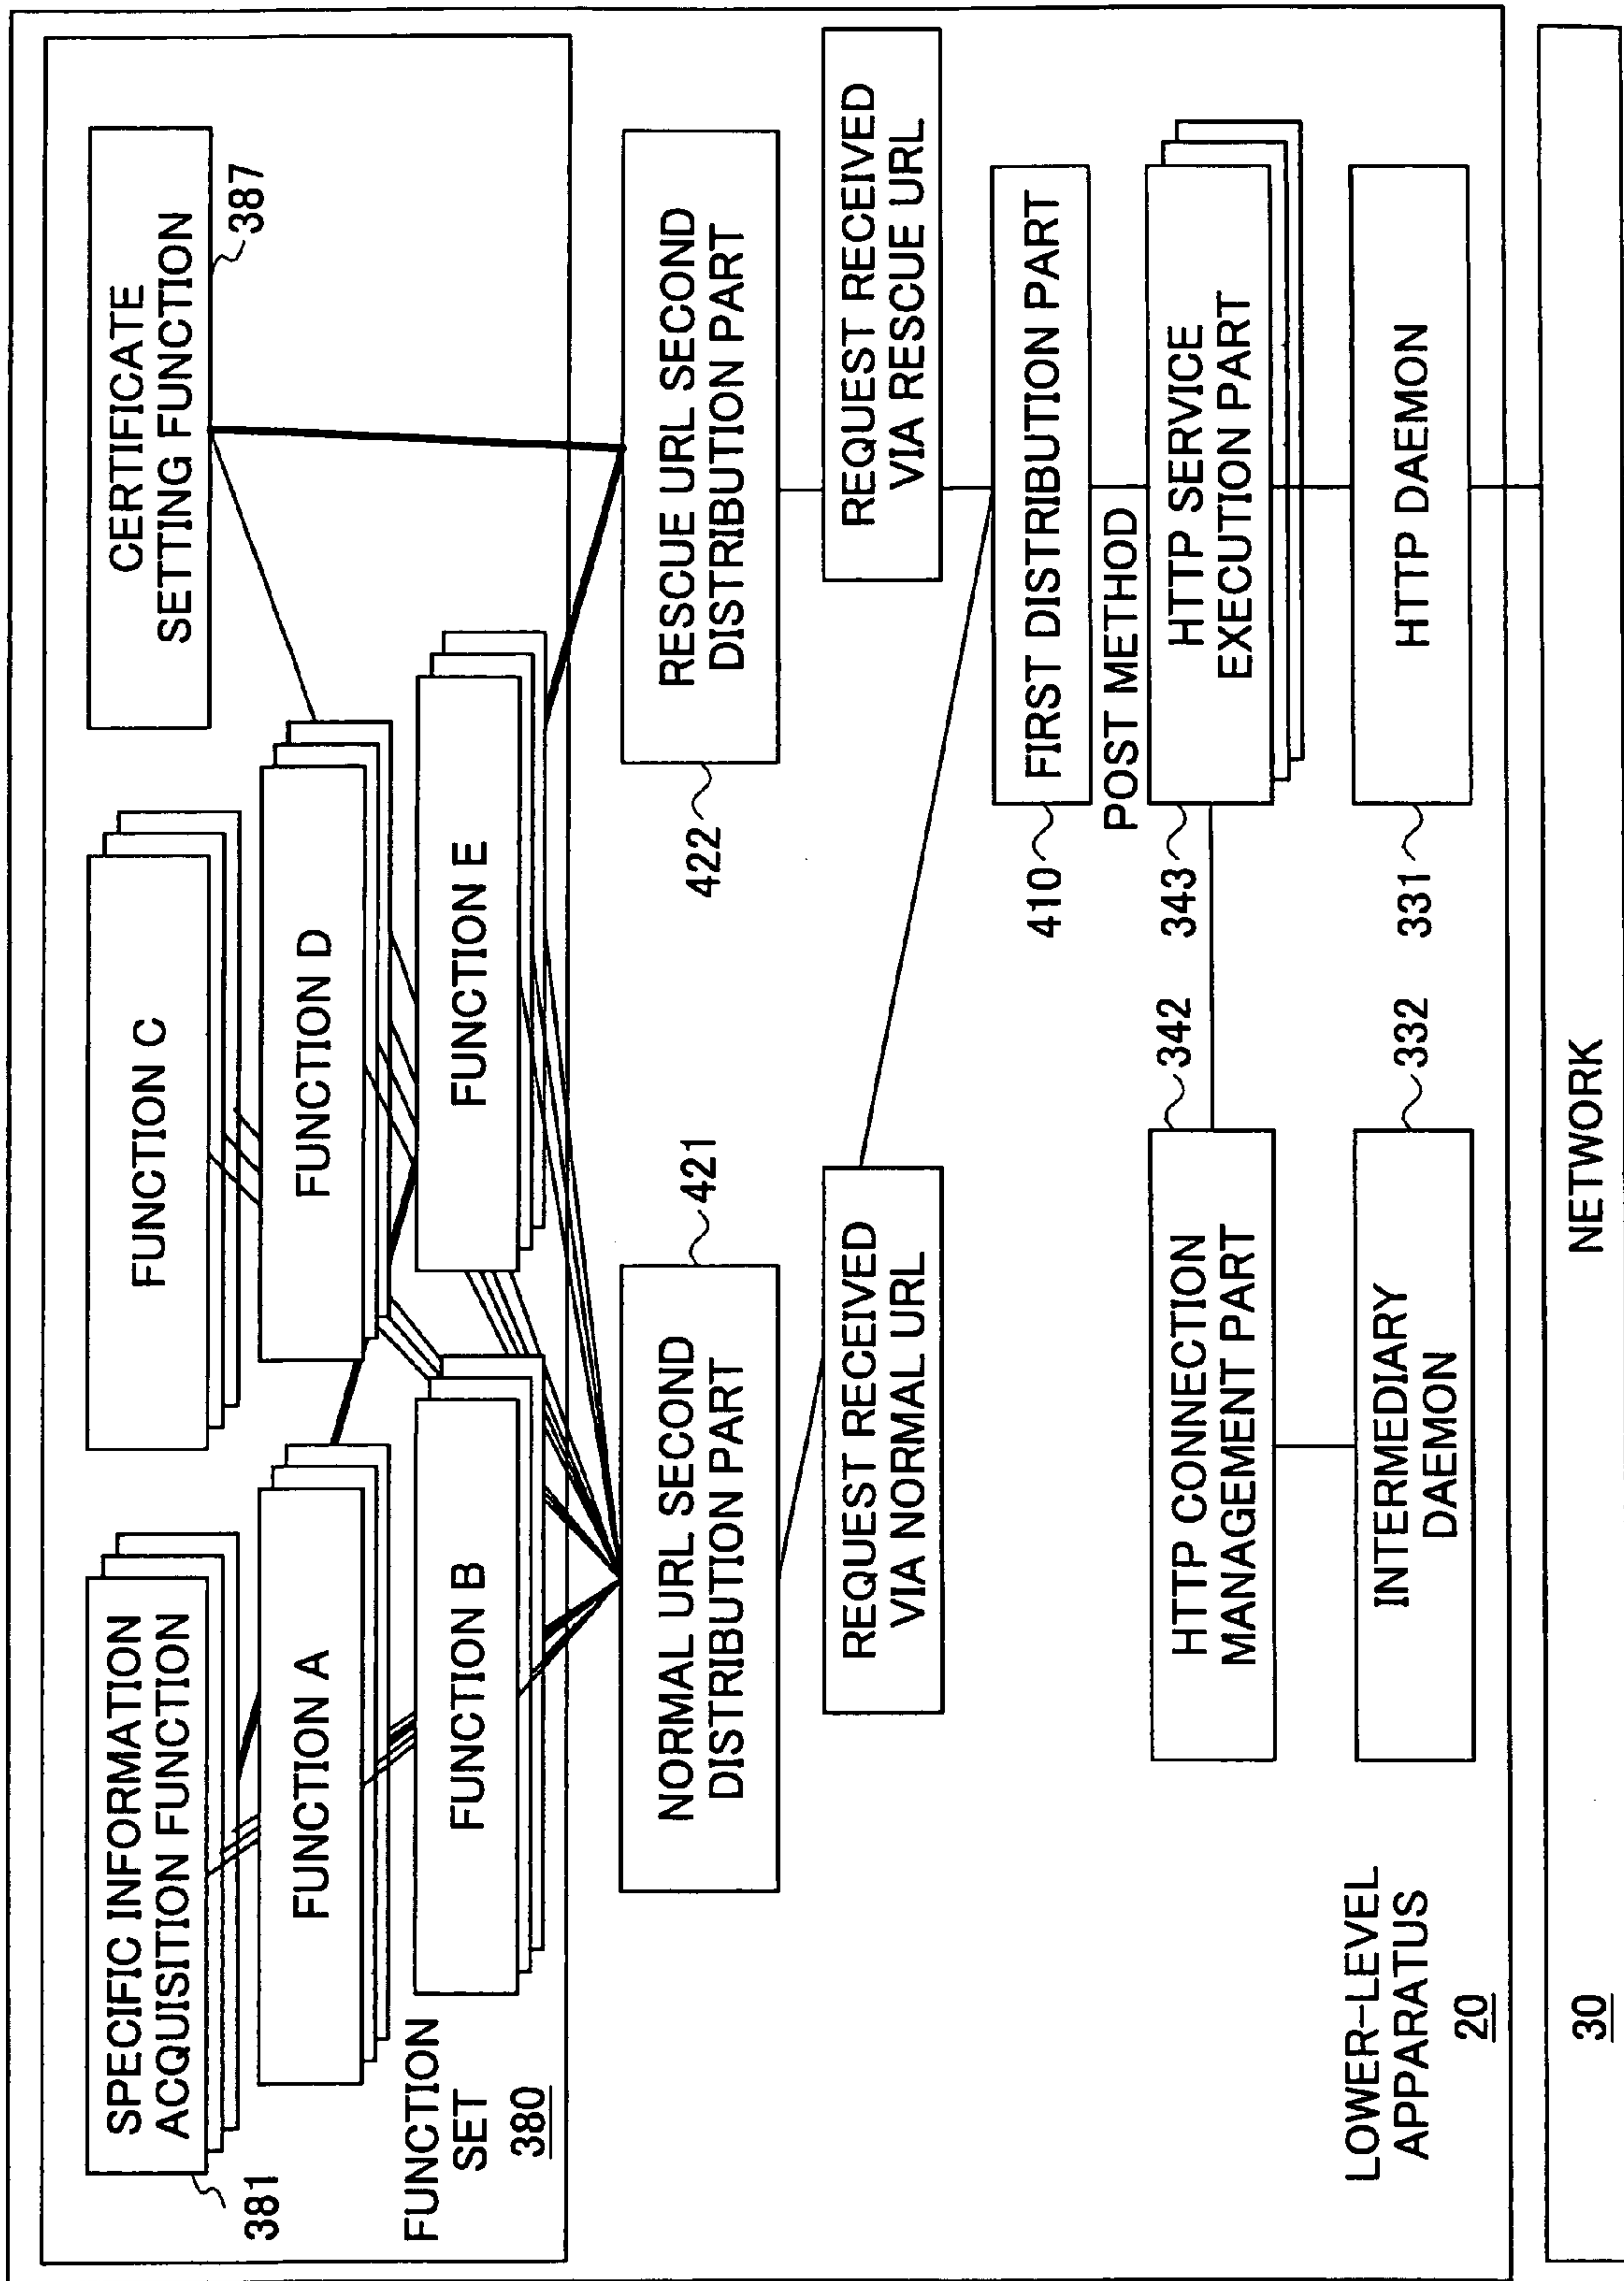 SPECIFIC INFORMATION
ACQUISITION FUNCTION
381
FUNCTION C
CERTIFICATE
SETTING FUNCTION
387
FUNCTION A
FUNCTION D
FUNCTION B
FUNCTION E
FUNCTION
SET
380
NORMAL URL SECOND
DISTRIBUTION PART
421
RESCUE URL SECOND
DISTRIBUTION PART
422
REQUEST RECEIVED
VIA NORMAL URL
REQUEST RECEIVED
VIA RESCUE URL
FIRST DISTRIBUTION PART
410
POST METHOD
HTTP CONNECTION
MANAGEMENT PART
342
HTTP SERVICE
EXECUTION PART
343
INTERMEDIARY
DAEMON
332
HTTP DAEMON
331
LOWER-LEVEL
APPARATUS
20
NETWORK
30